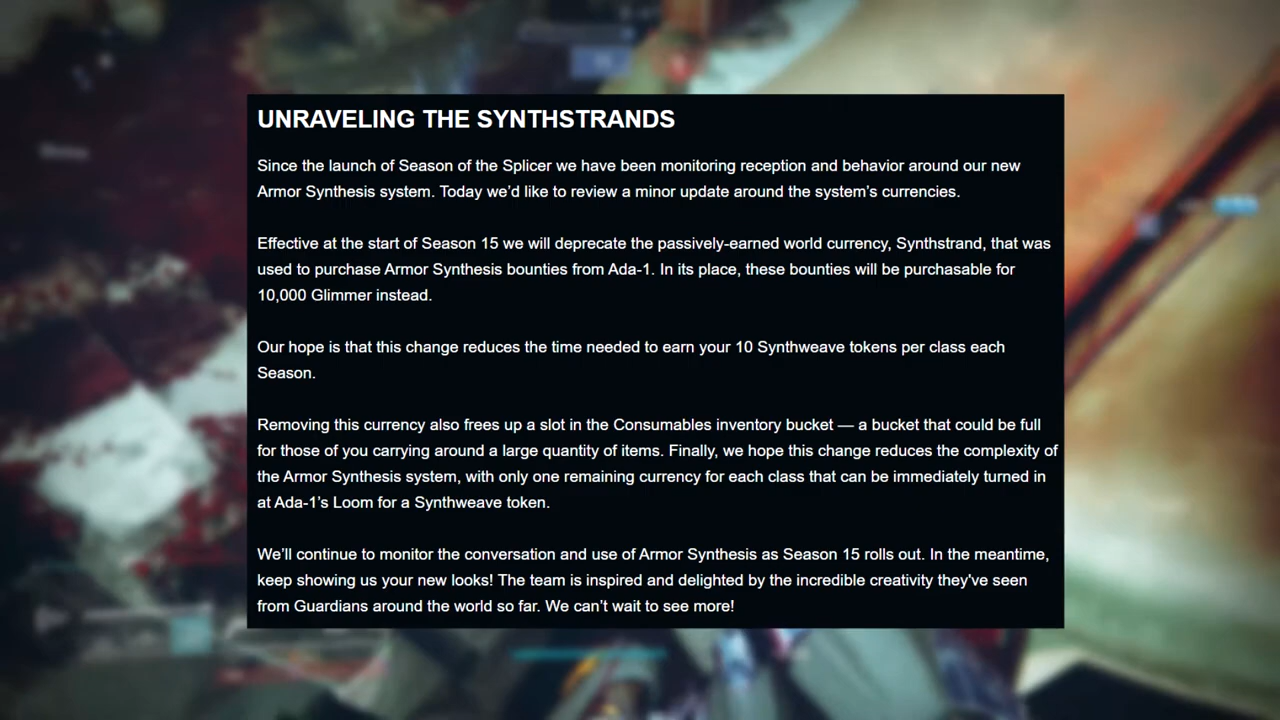 UNRAVELING THE SYNTHSTRANDS
Since the launch of Season of the Splicer we have been monitoring reception and behavior around our new
Armor Synthesis system. Today we’d like to review a minor update around the system’s currencies.
Effective at the start of Season 15 we will deprecate the passively-earned world currency, Synthstrand, that was
used to purchase Armor Synthesis bounties from Ada-1. In its place, these bounties will be purchasable for
10,000 Glimmer instead.
Our hope is that this change reduces the time needed to earn your 10 Synthweave tokens per class each
Season.
Removing this currency also frees up a slot in the Consumables inventory bucket — a bucket that could be full
for those of you carrying around a large quantity of items. Finally, we hope this change reduces the complexity of
the Armor Synthesis system, with only one remaining currency for each class that can be immediately turned in
at Ada-1’s Loom for a Synthweave token.
We’ll continue to monitor the conversation and use of Armor Synthesis as Season 15 rolls out. In the meantime,
keep showing us your new looks! The team is inspired and delighted by the incredible creativity they've seen
from Guardians around the world so far. We can’t wait to see more!